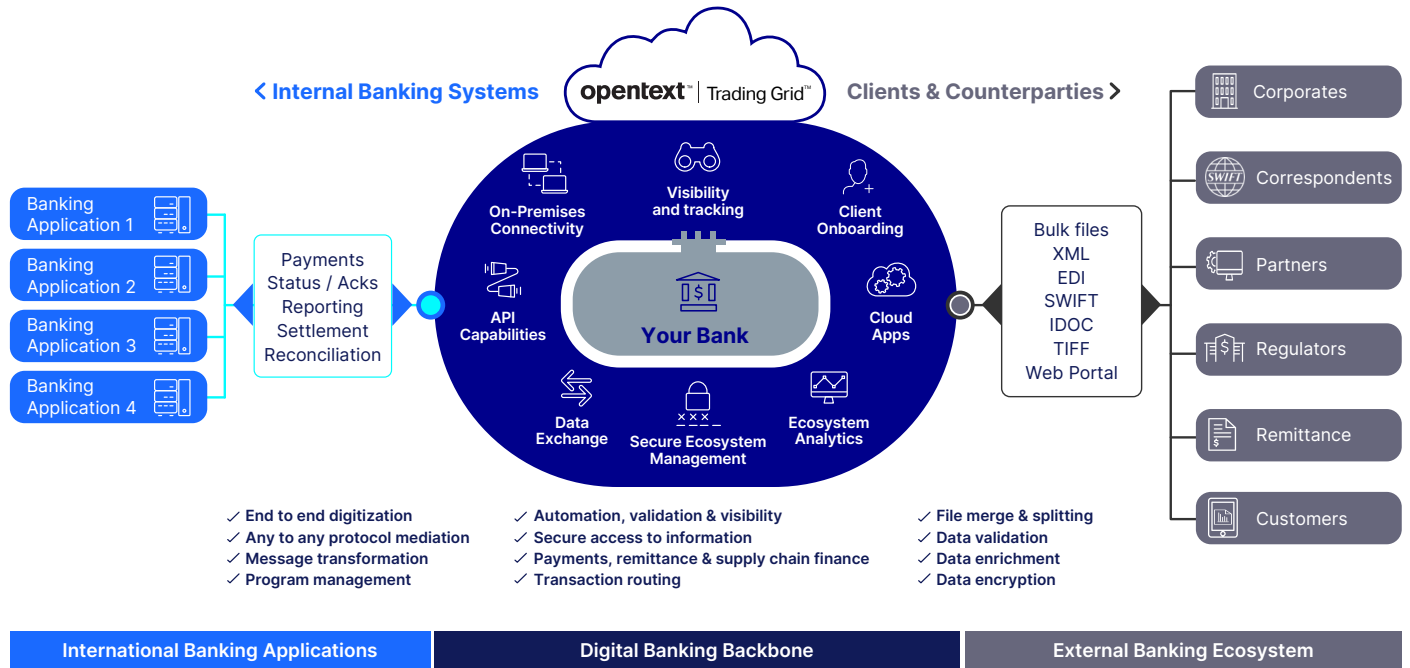 opentext™ | Trading Grid™
< Internal Banking Systems
Clients & Counterparties >
Banking
Application 1
Banking
Application 2
Banking
Application 3
Banking
Application 4
Payments
Status / Acks
Reporting
Settlement
Reconciliation
On-Premises
Connectivity
Visibility
and tracking
Client
Onboarding
API
Capabilities
$
Your Bank
Cloud
Apps
Data
Exchange
×××
Secure Ecosystem
Management
Ecosystem
Analytics
Bulk files
XML
EDI
SWIFT
IDOC
TIFF
Web Portal
Corporates
SWIFT
Correspondents
Partners
$
Regulators
$
Remittance
Customers
✓ End to end digitization
✓ Any to any protocol mediation
✓ Message transformation
✓ Program management
✓ Automation, validation & visibility
✓ Secure access to information
✓ Payments, remittance & supply chain finance
✓ Transaction routing
✓ File merge & splitting
✓ Data validation
✓ Data enrichment
✓ Data encryption
International Banking Applications
Digital Banking Backbone
External Banking Ecosystem